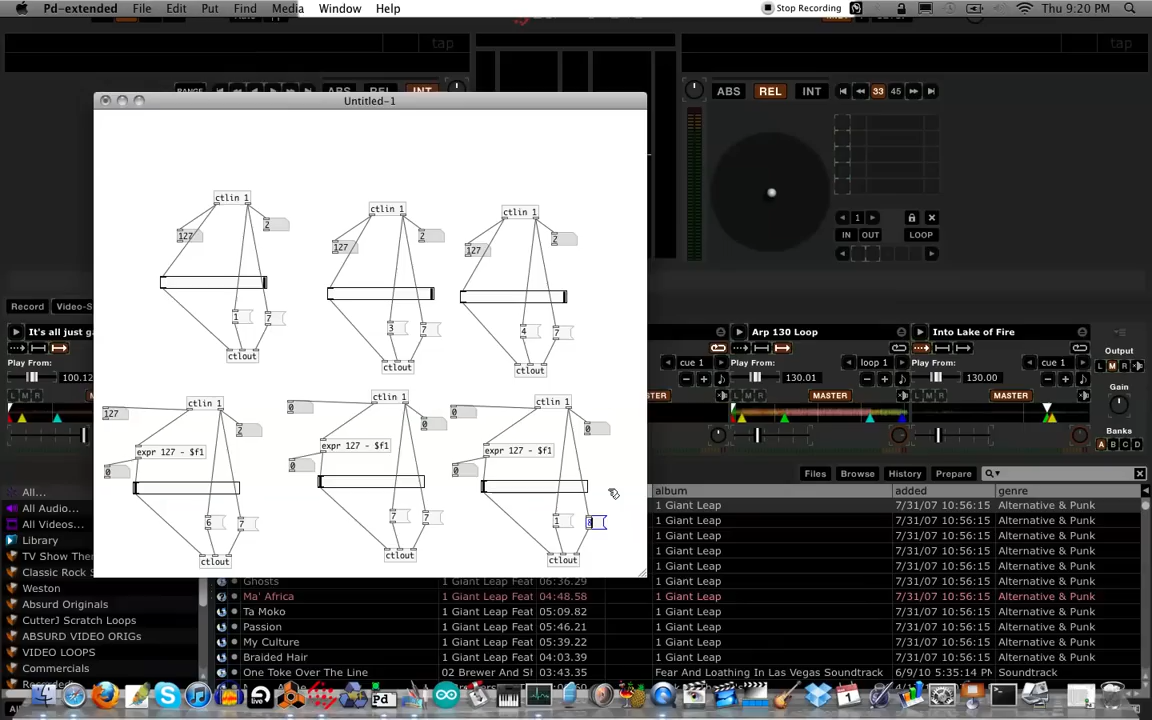 Pd-extended File Edit Put Find Media Window Help Stop Recording Thu 9:20 PM
tap tap
RANGE ABS REL INT ABS REL INT 33 45
Untitled-1
ctlin 1 ctlin 1 ctlin 1
127 2 127 2 127 2
1 7 3 7 4 7
ctlout ctlout ctlout
ctlin 1 ctlin 1 ctlin 1
127 2 0 0 0 0
expr 127 - $f1 expr 127 - $f1 expr 127 - $f1
0 0 0
6 7 7 7 1
ctlout ctlout ctlout
1
IN OUT LOOP
Record Video-S
It's all just ga Arp 130 Loop Into Lake of Fire
Play From: cue 1 Play From: loop 1 Play From: cue 1 Output
100.12 130.01 130.00 L M R
L M R MASTER L M R MASTER L M R MASTER Gain
Banks
A B C D
Files Browse History Prepare
All... album added genre
All Audio... 1 Giant Leap 7/31/07 10:56:15 Alternative & Punk
All Videos... 1 Giant Leap 7/31/07 10:56:15 Alternative & Punk
Library 1 Giant Leap 7/31/07 10:56:15 Alternative & Punk
TV Show Them 1 Giant Leap 7/31/07 10:56:15 Alternative & Punk
Classic Rock S 1 Giant Leap 7/31/07 10:56:15 Alternative & Punk
Weston Ghosts 1 Giant Leap Feat 06:36.29 1 Giant Leap 7/31/07 10:56:15 Alternative & Punk
Absurd Originals Ma' Africa 1 Giant Leap Feat 04:48.58 1 Giant Leap 7/31/07 10:56:15 Alternative & Punk
CutterJ Scratch Loops Ta Moko 1 Giant Leap Feat 05:09.82 1 Giant Leap 7/31/07 10:56:15 Alternative & Punk
ABSURD VIDEO ORIGs Passion 1 Giant Leap Feat 05:46.21 1 Giant Leap 7/31/07 10:56:15 Alternative & Punk
VIDEO LOOPS My Culture 1 Giant Leap Feat 05:39.22 1 Giant Leap 7/31/07 10:56:15 Alternative & Punk
Commercials Braided Hair 1 Giant Leap Feat 04:03.39 1 Giant Leap 7/31/07 10:56:15 Alternative & Punk
One Toke Over The Line 02 Brewer And Sh 03:43.35 Fear And Loathing In Las Vegas Soundtrack 6/9/10 5:35:14 PM Soundtrack
live Pd